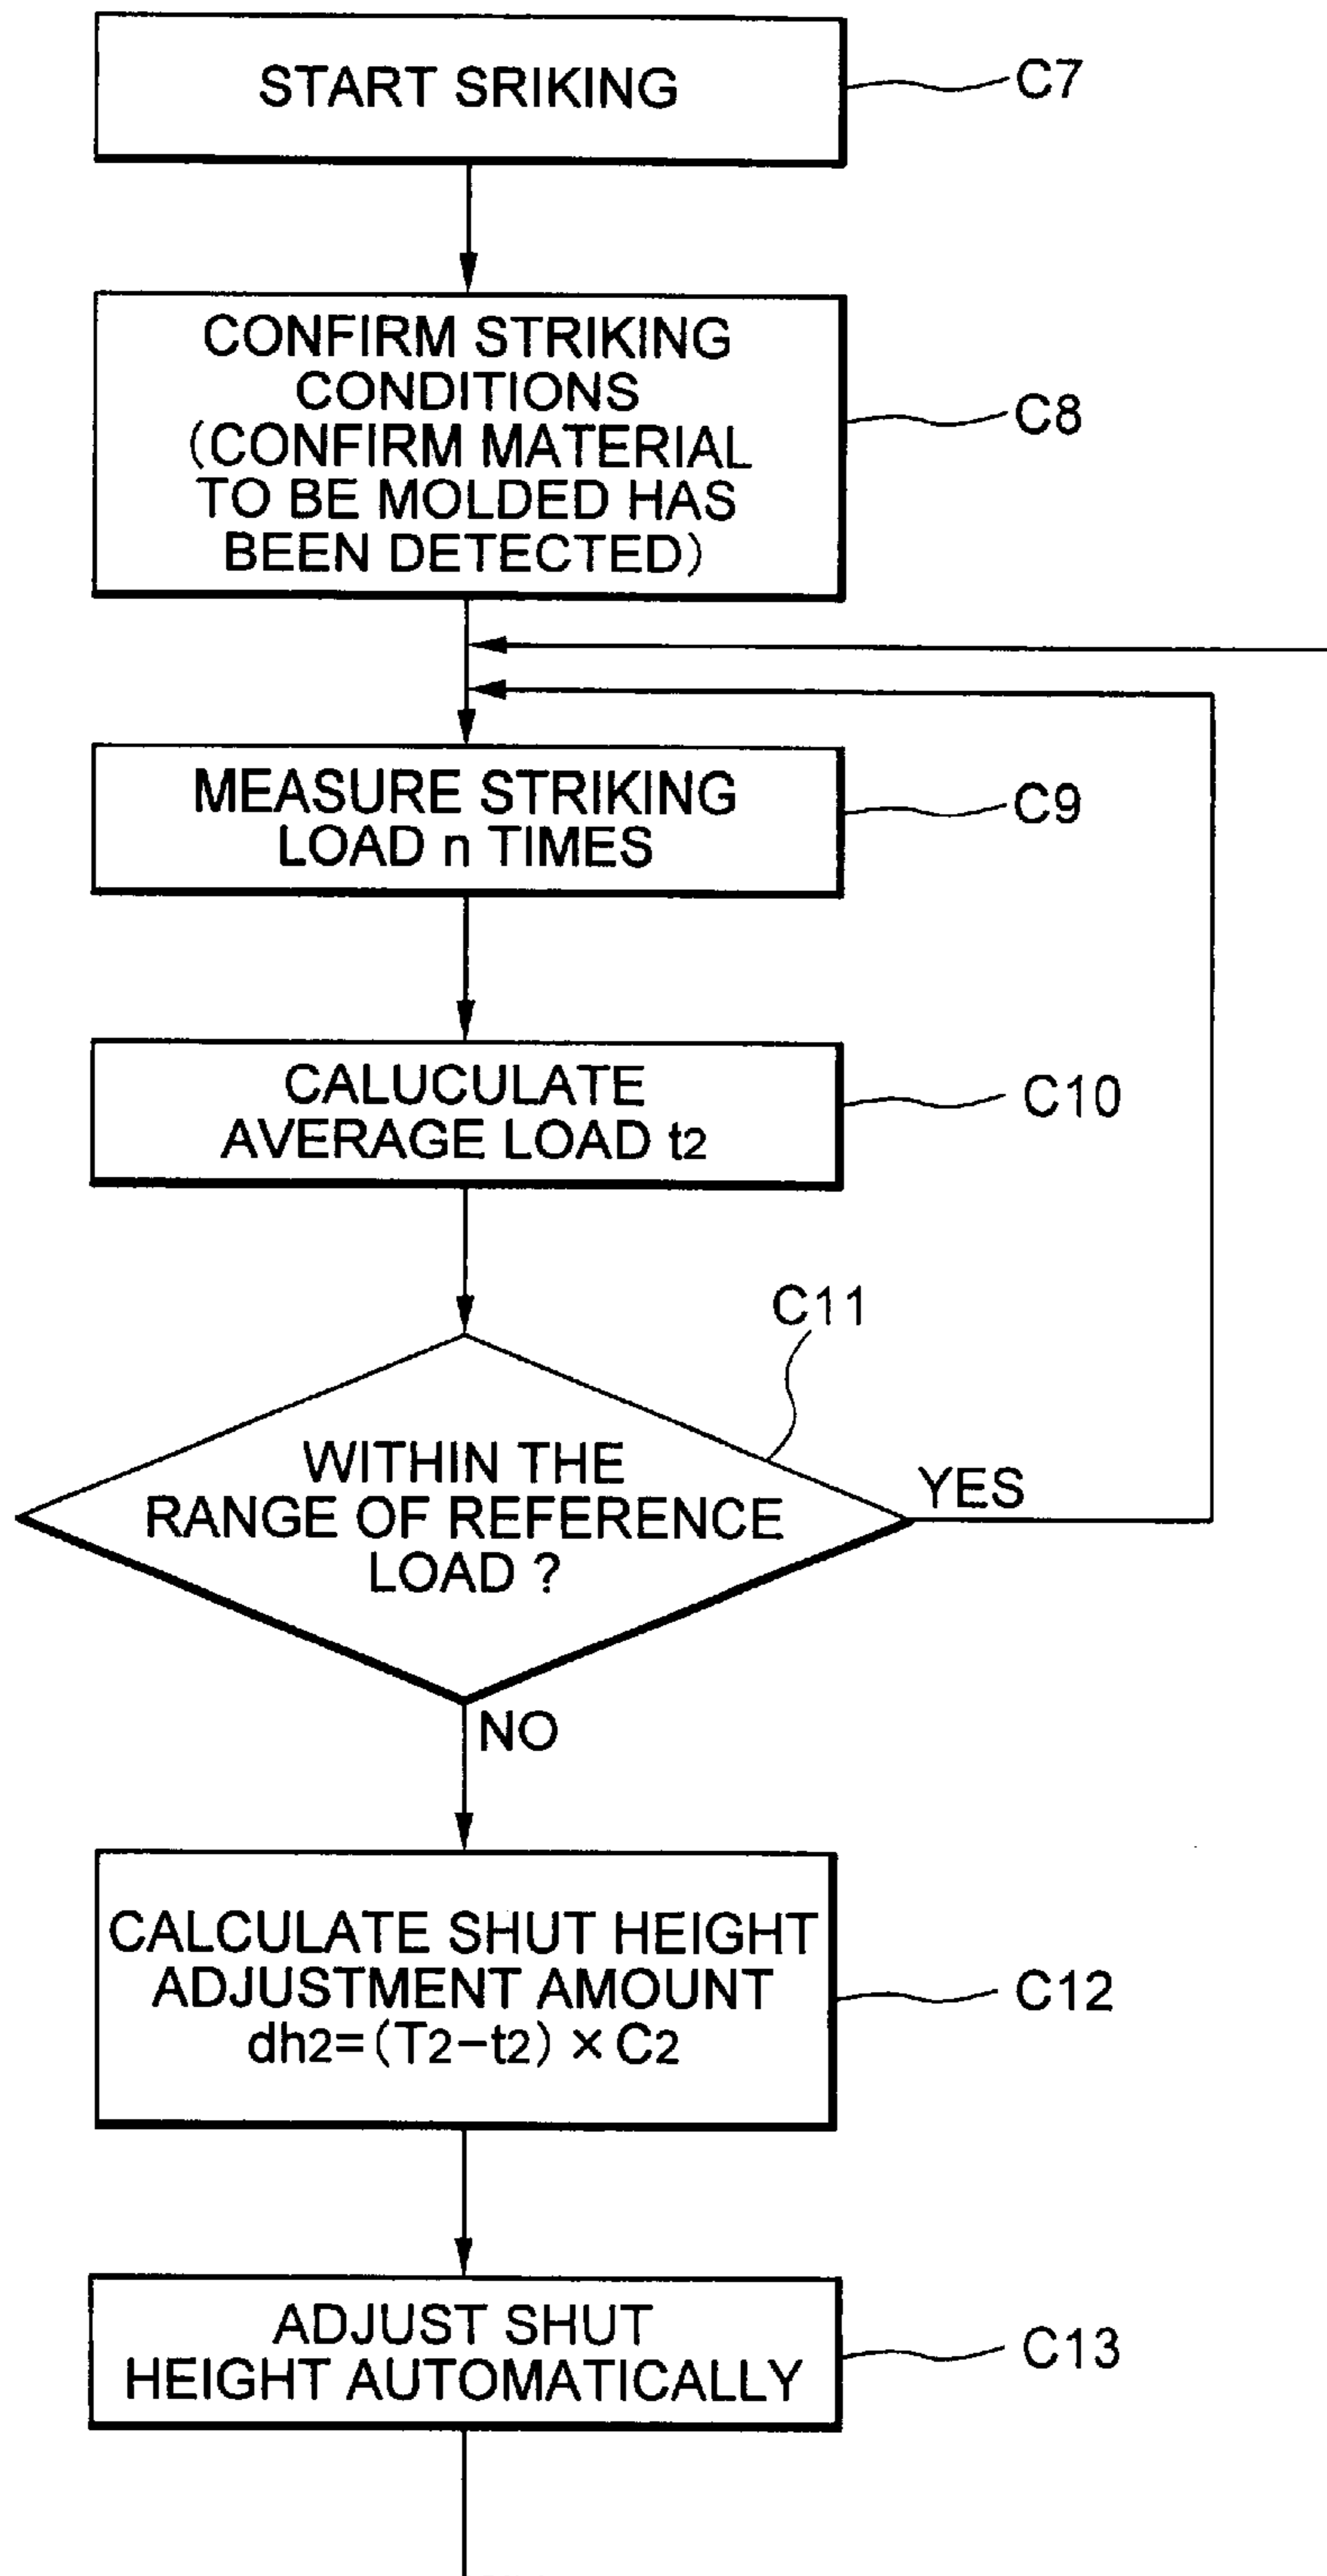 START SRIKING
C7
CONFIRM STRIKING
CONDITIONS
(CONFIRM MATERIAL
TO BE MOLDED HAS
BEEN DETECTED)
C8
MEASURE STRIKING
LOAD n TIMES
C9
CALUCULATE
AVERAGE LOAD t2
C10
C11
WITHIN THE
RANGE OF REFERENCE
LOAD ?
YES
NO
CALCULATE SHUT HEIGHT
ADJUSTMENT AMOUNT
dh2=(T2-t2) × C2
C12
ADJUST SHUT
HEIGHT AUTOMATICALLY
C13